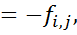 = −f_{i,j},